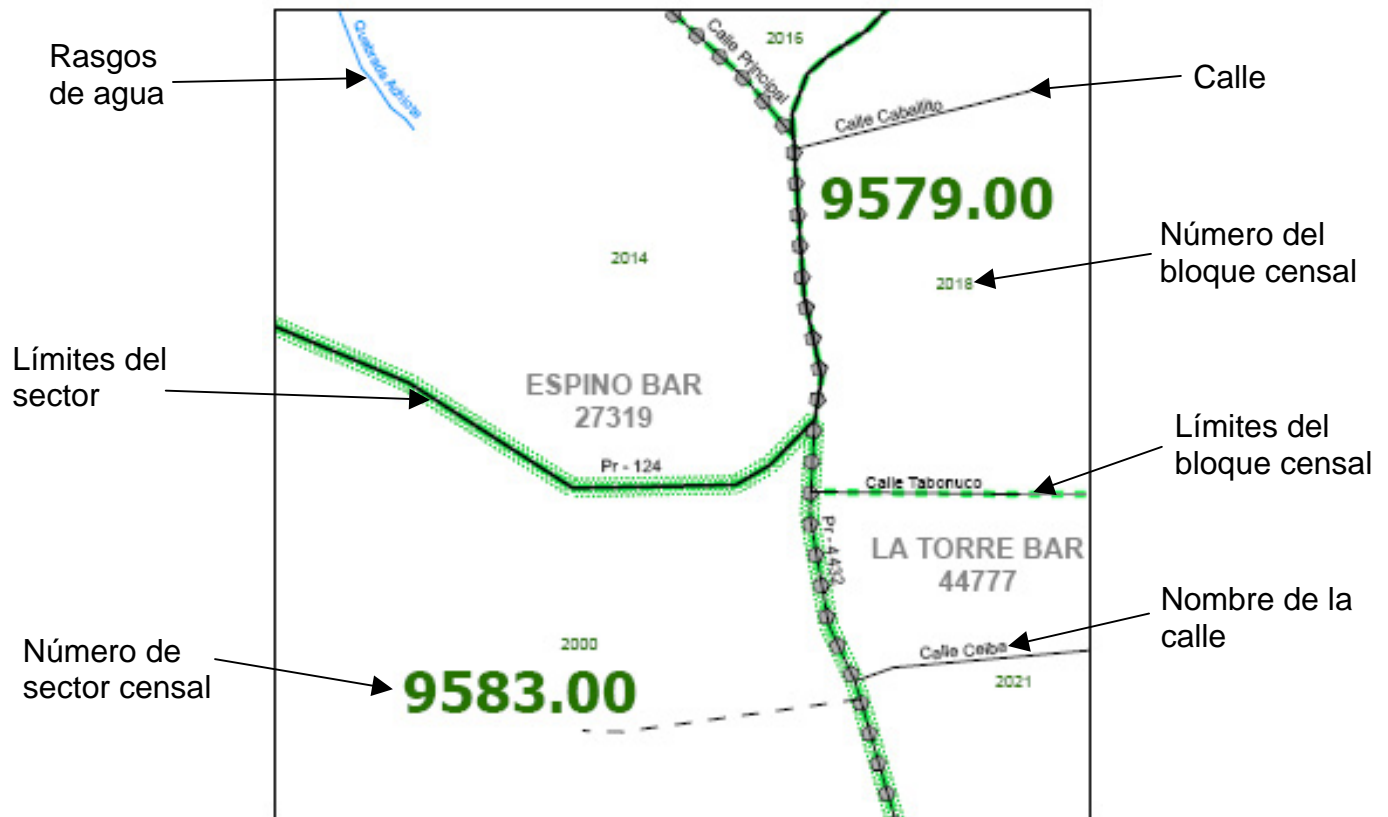 Rasgos
de agua
Quebrada Adriote
Calle Principal
2016
Calle
Calle Caballito
9579.00
Número del
bloque censal
2018
2014
Límites del
sector
ESPINO BAR
27319
Pr - 124
Límites del
bloque censal
Calle Tabonuco
Pr - 4432
LA TORRE BAR
44777
Nombre de la
calle
Calle Ceiba
2021
2000
Número de
sector censal
9583.00